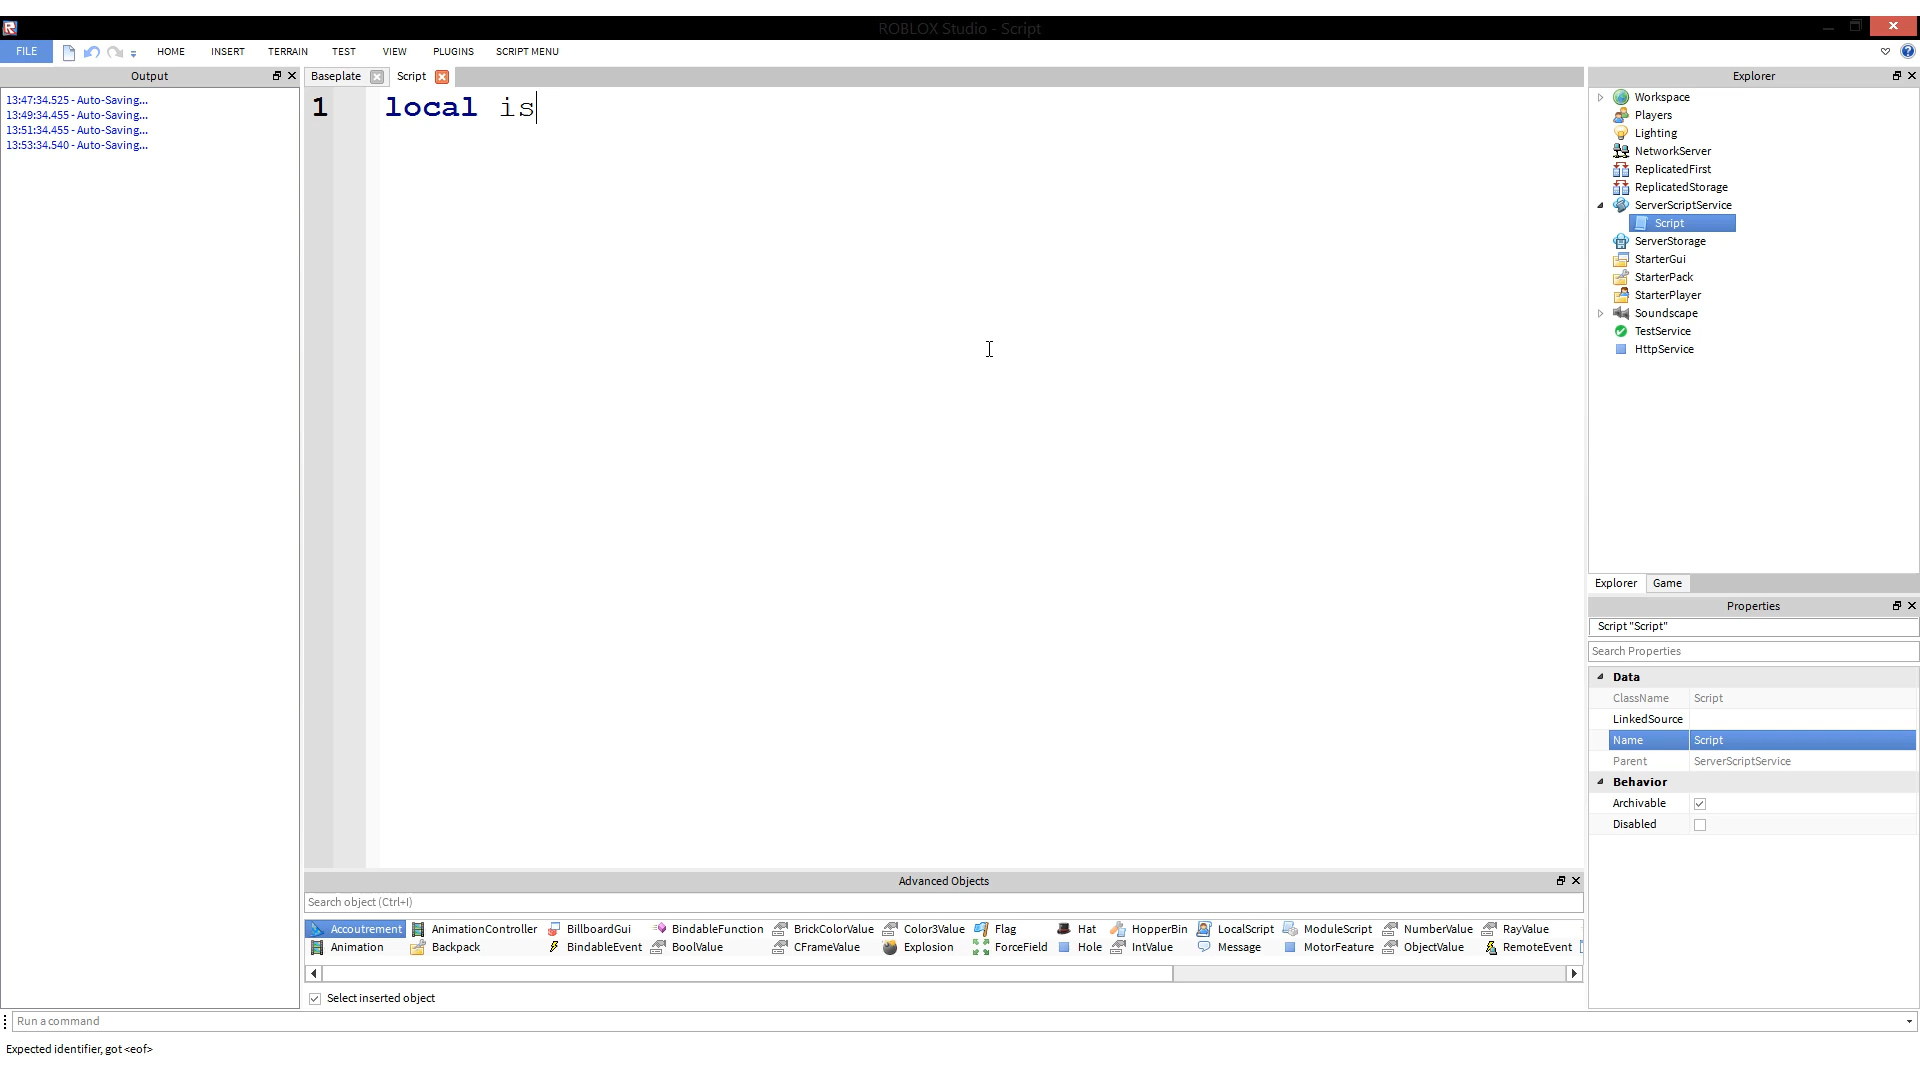 ROBLOX Studio - Script
FILE HOME INSERT TERRAIN TEST VIEW PLUGINS SCRIPT MENU
Output
13:47:34.525 - Auto-Saving...
13:49:34.455 - Auto-Saving...
13:51:34.455 - Auto-Saving...
13:53:34.540 - Auto-Saving...
Baseplate Script
1 local is
Explorer
Workspace
Players
Lighting
NetworkServer
ReplicatedFirst
ReplicatedStorage
ServerScriptService
Script
ServerStorage
StarterGui
StarterPack
StarterPlayer
Soundscape
TestService
HttpService
Explorer Game
Properties
Script "Script"
Search Properties
Data
ClassName Script
LinkedSource
Name Script
Parent ServerScriptService
Behavior
Archivable
Disabled
Advanced Objects
Search object (Ctrl+I)
Accoutrement AnimationController BillboardGui BindableFunction BrickColorValue Color3Value Flag Hat HopperBin LocalScript ModuleScript NumberValue RayValue
Animation Backpack BindableEvent BoolValue CFrameValue Explosion ForceField Hole IntValue Message MotorFeature ObjectValue RemoteEvent
Select inserted object
Run a command
Expected identifier, got <eof>